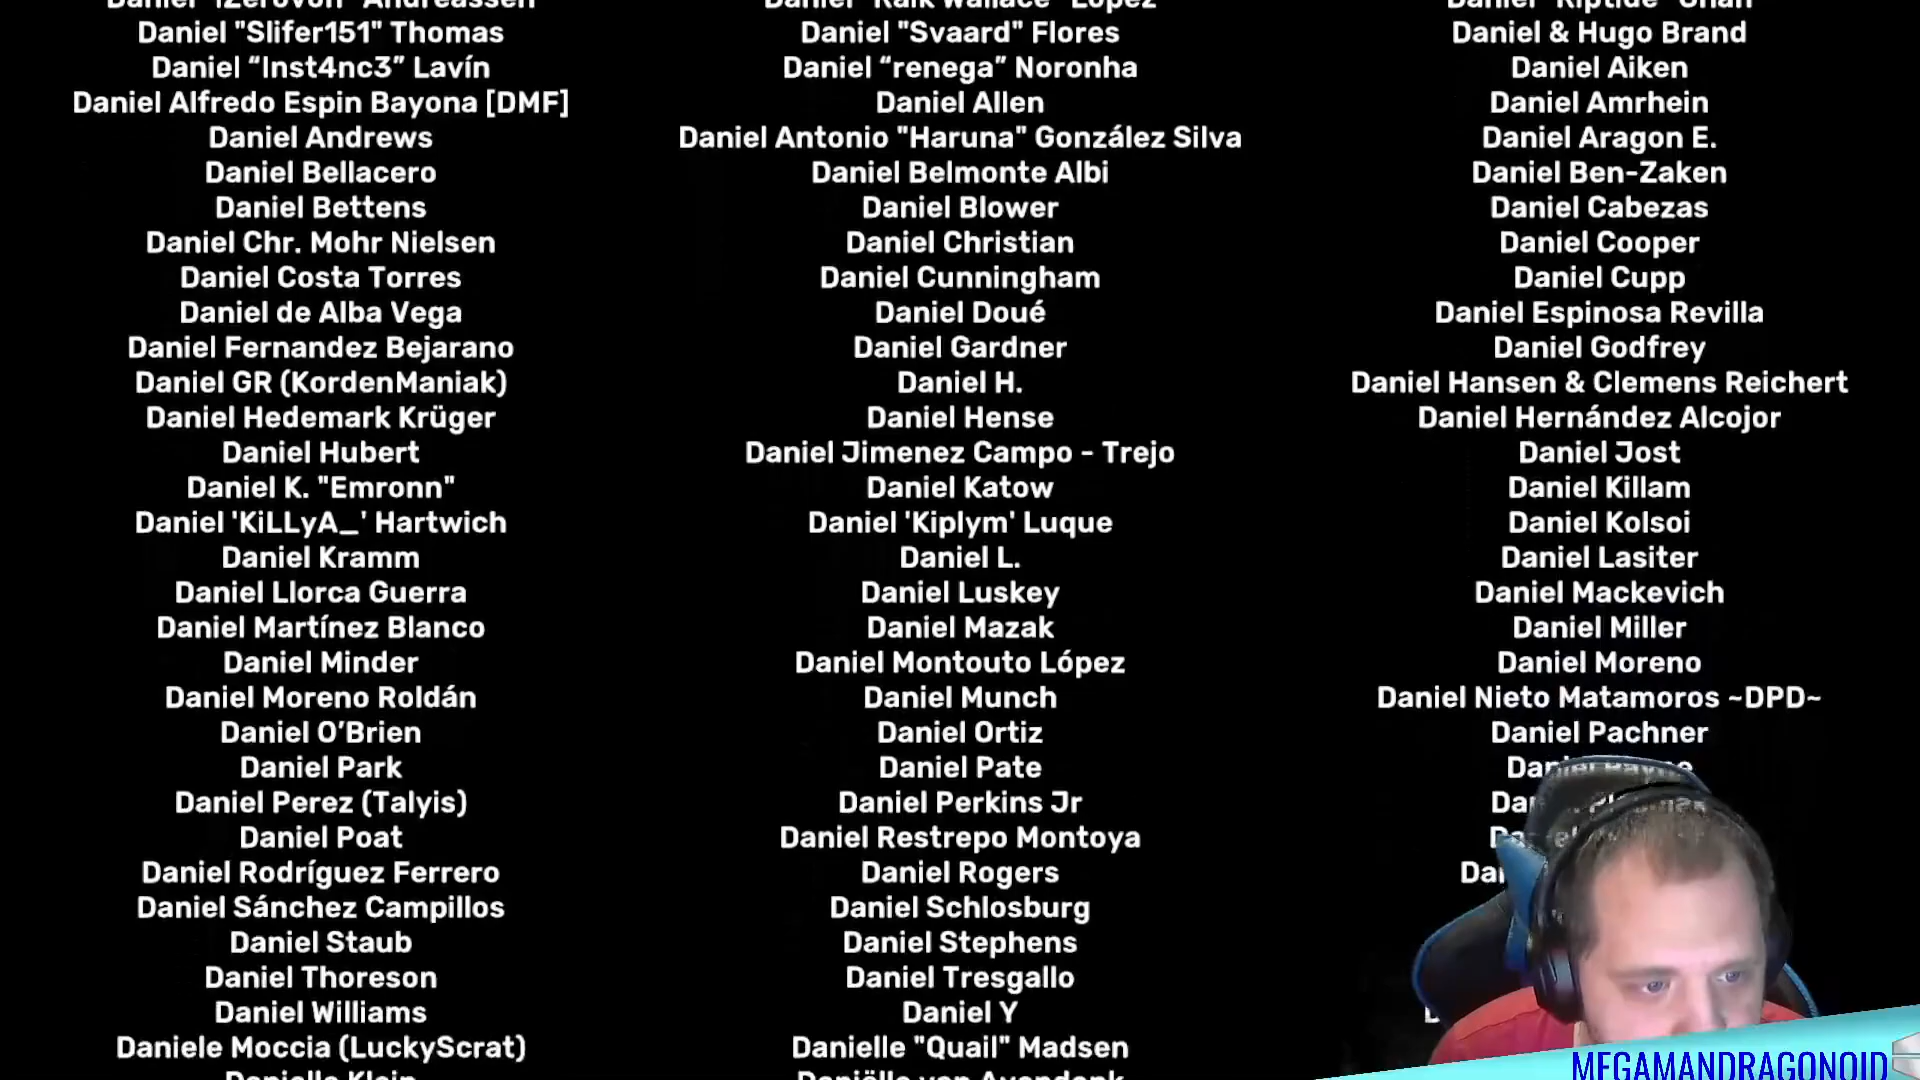 Daniel "Slifer151" Thomas Daniel "Svaard" Flores Daniel & Hugo Brand
Daniel “Inst4nc3” Lavín Daniel “renega” Noronha Daniel Aiken
Daniel Alfredo Espin Bayona [DMF] Daniel Allen Daniel Amrhein
Daniel Andrews Daniel Antonio "Haruna" González Silva Daniel Aragon E.
Daniel Bellacero Daniel Belmonte Albi Daniel Ben-Zaken
Daniel Bettens Daniel Blower Daniel Cabezas
Daniel Chr. Mohr Nielsen Daniel Christian Daniel Cooper
Daniel Costa Torres Daniel Cunningham Daniel Cupp
Daniel de Alba Vega Daniel Doué Daniel Espinosa Revilla
Daniel Fernandez Bejarano Daniel Gardner Daniel Godfrey
Daniel GR (KordenManiak) Daniel H. Daniel Hansen & Clemens Reichert
Daniel Hedemark Krüger Daniel Hense Daniel Hernández Alcojor
Daniel Hubert Daniel Jimenez Campo - Trejo Daniel Jost
Daniel K. "Emronn" Daniel Katow Daniel Killam
Daniel 'KiLLyA_' Hartwich Daniel 'Kiplym' Luque Daniel Kolsoi
Daniel Kramm Daniel L. Daniel Lasiter
Daniel Llorca Guerra Daniel Luskey Daniel Mackevich
Daniel Martínez Blanco Daniel Mazak Daniel Miller
Daniel Minder Daniel Montouto López Daniel Moreno
Daniel Moreno Roldán Daniel Munch Daniel Nieto Matamoros ~DPD~
Daniel O’Brien Daniel Ortiz Daniel Pachner
Daniel Park Daniel Pate
Daniel Perez (Talyis) Daniel Perkins Jr
Daniel Poat Daniel Restrepo Montoya
Daniel Rodríguez Ferrero Daniel Rogers
Daniel Sánchez Campillos Daniel Schlosburg
Daniel Staub Daniel Stephens
Daniel Thoreson Daniel Tresgallo
Daniel Williams Daniel Y
Daniele Moccia (LuckyScrat) Danielle "Quail" Madsen
MEGAMANDRAGONOID